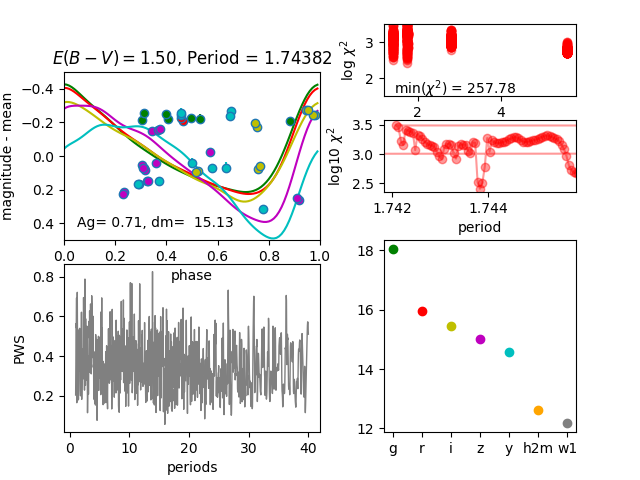 E(B − V) = 1.50, Period = 1.74382
−0.4
−0.2
0.0
0.2
0.4
magnitude - mean
Ag= 0.71, dm=  15.13
0.0 0.2 0.4 0.6 0.8 1.0
phase
log χ²
3
2
min(χ²) = 257.78
2 4
log10 χ²
3.5
3.0
2.5
1.742 1.744
period
PWS
0.8
0.6
0.4
0.2
0 10 20 30 40
periods
18
16
14
12
g r i z y h2m w1